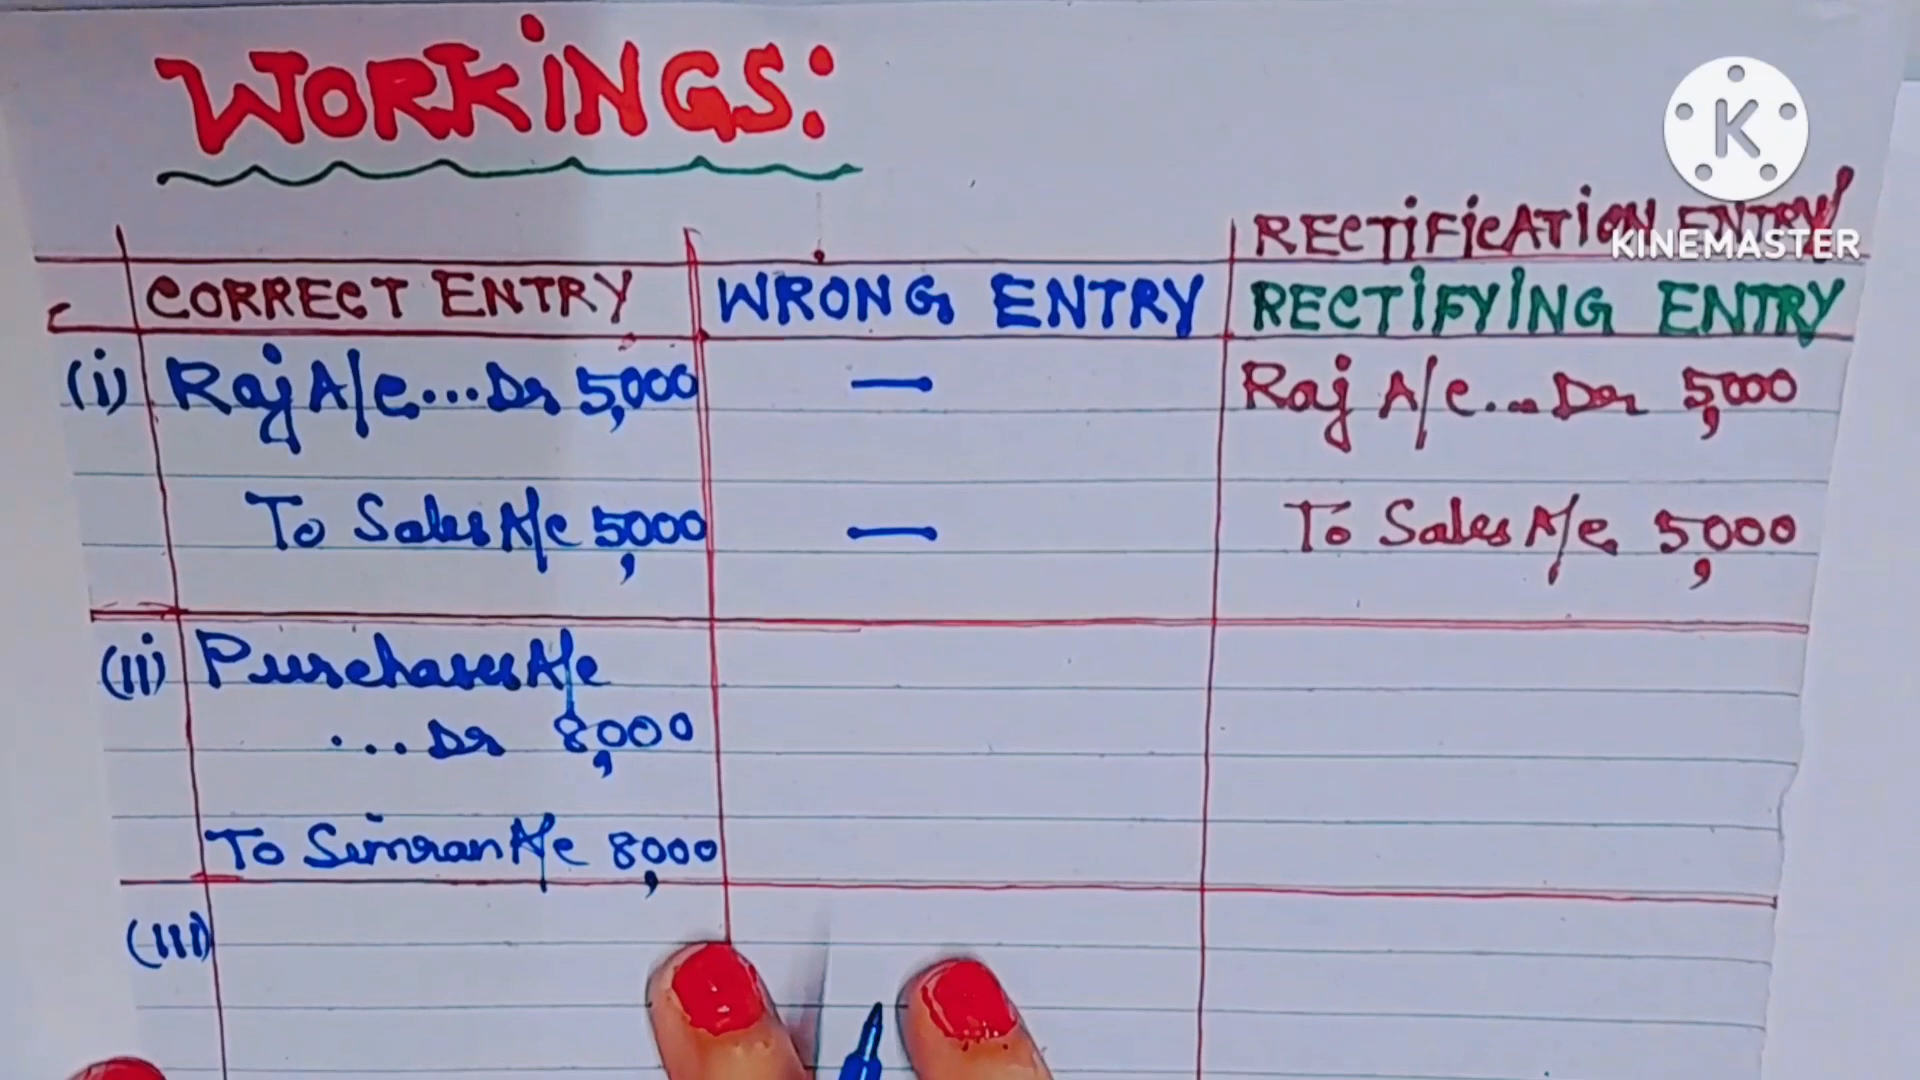 WORKINGS:
K
KINEMASTER
RECTIFICATION ENTRY/
CORRECT ENTRY WRONG ENTRY RECTIFYING ENTRY
(i) Raj A/c...Dr 5,000 — Raj A/c...Dr 5,000
To Sales A/c 5,000 — To Sales A/c 5,000
(ii) Purchases A/c
...Dr 8,000
To Simran A/c 8,000
(iii)